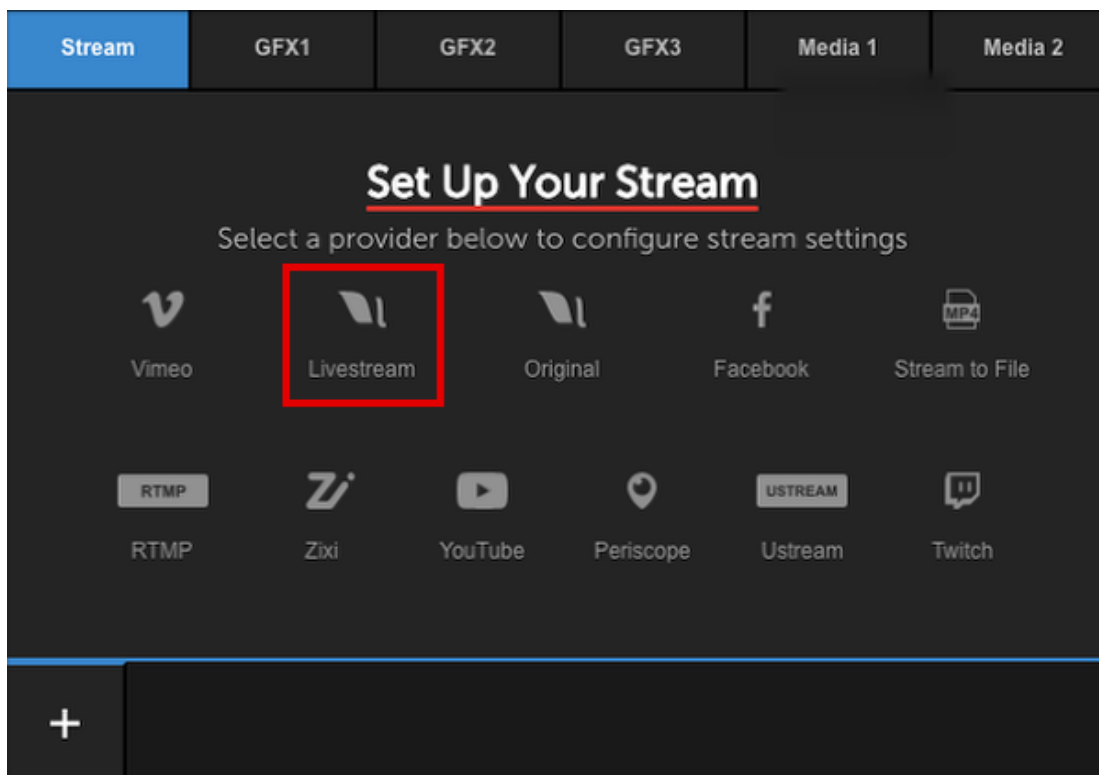 Stream GFX1 GFX2 GFX3 Media 1 Media 2
Set Up Your Stream
Select a provider below to configure stream settings
MP4
Vimeo Livestream Original Facebook Stream to File
RTMP USTREAM
RTMP Zixi YouTube Periscope Ustream Twitch
+